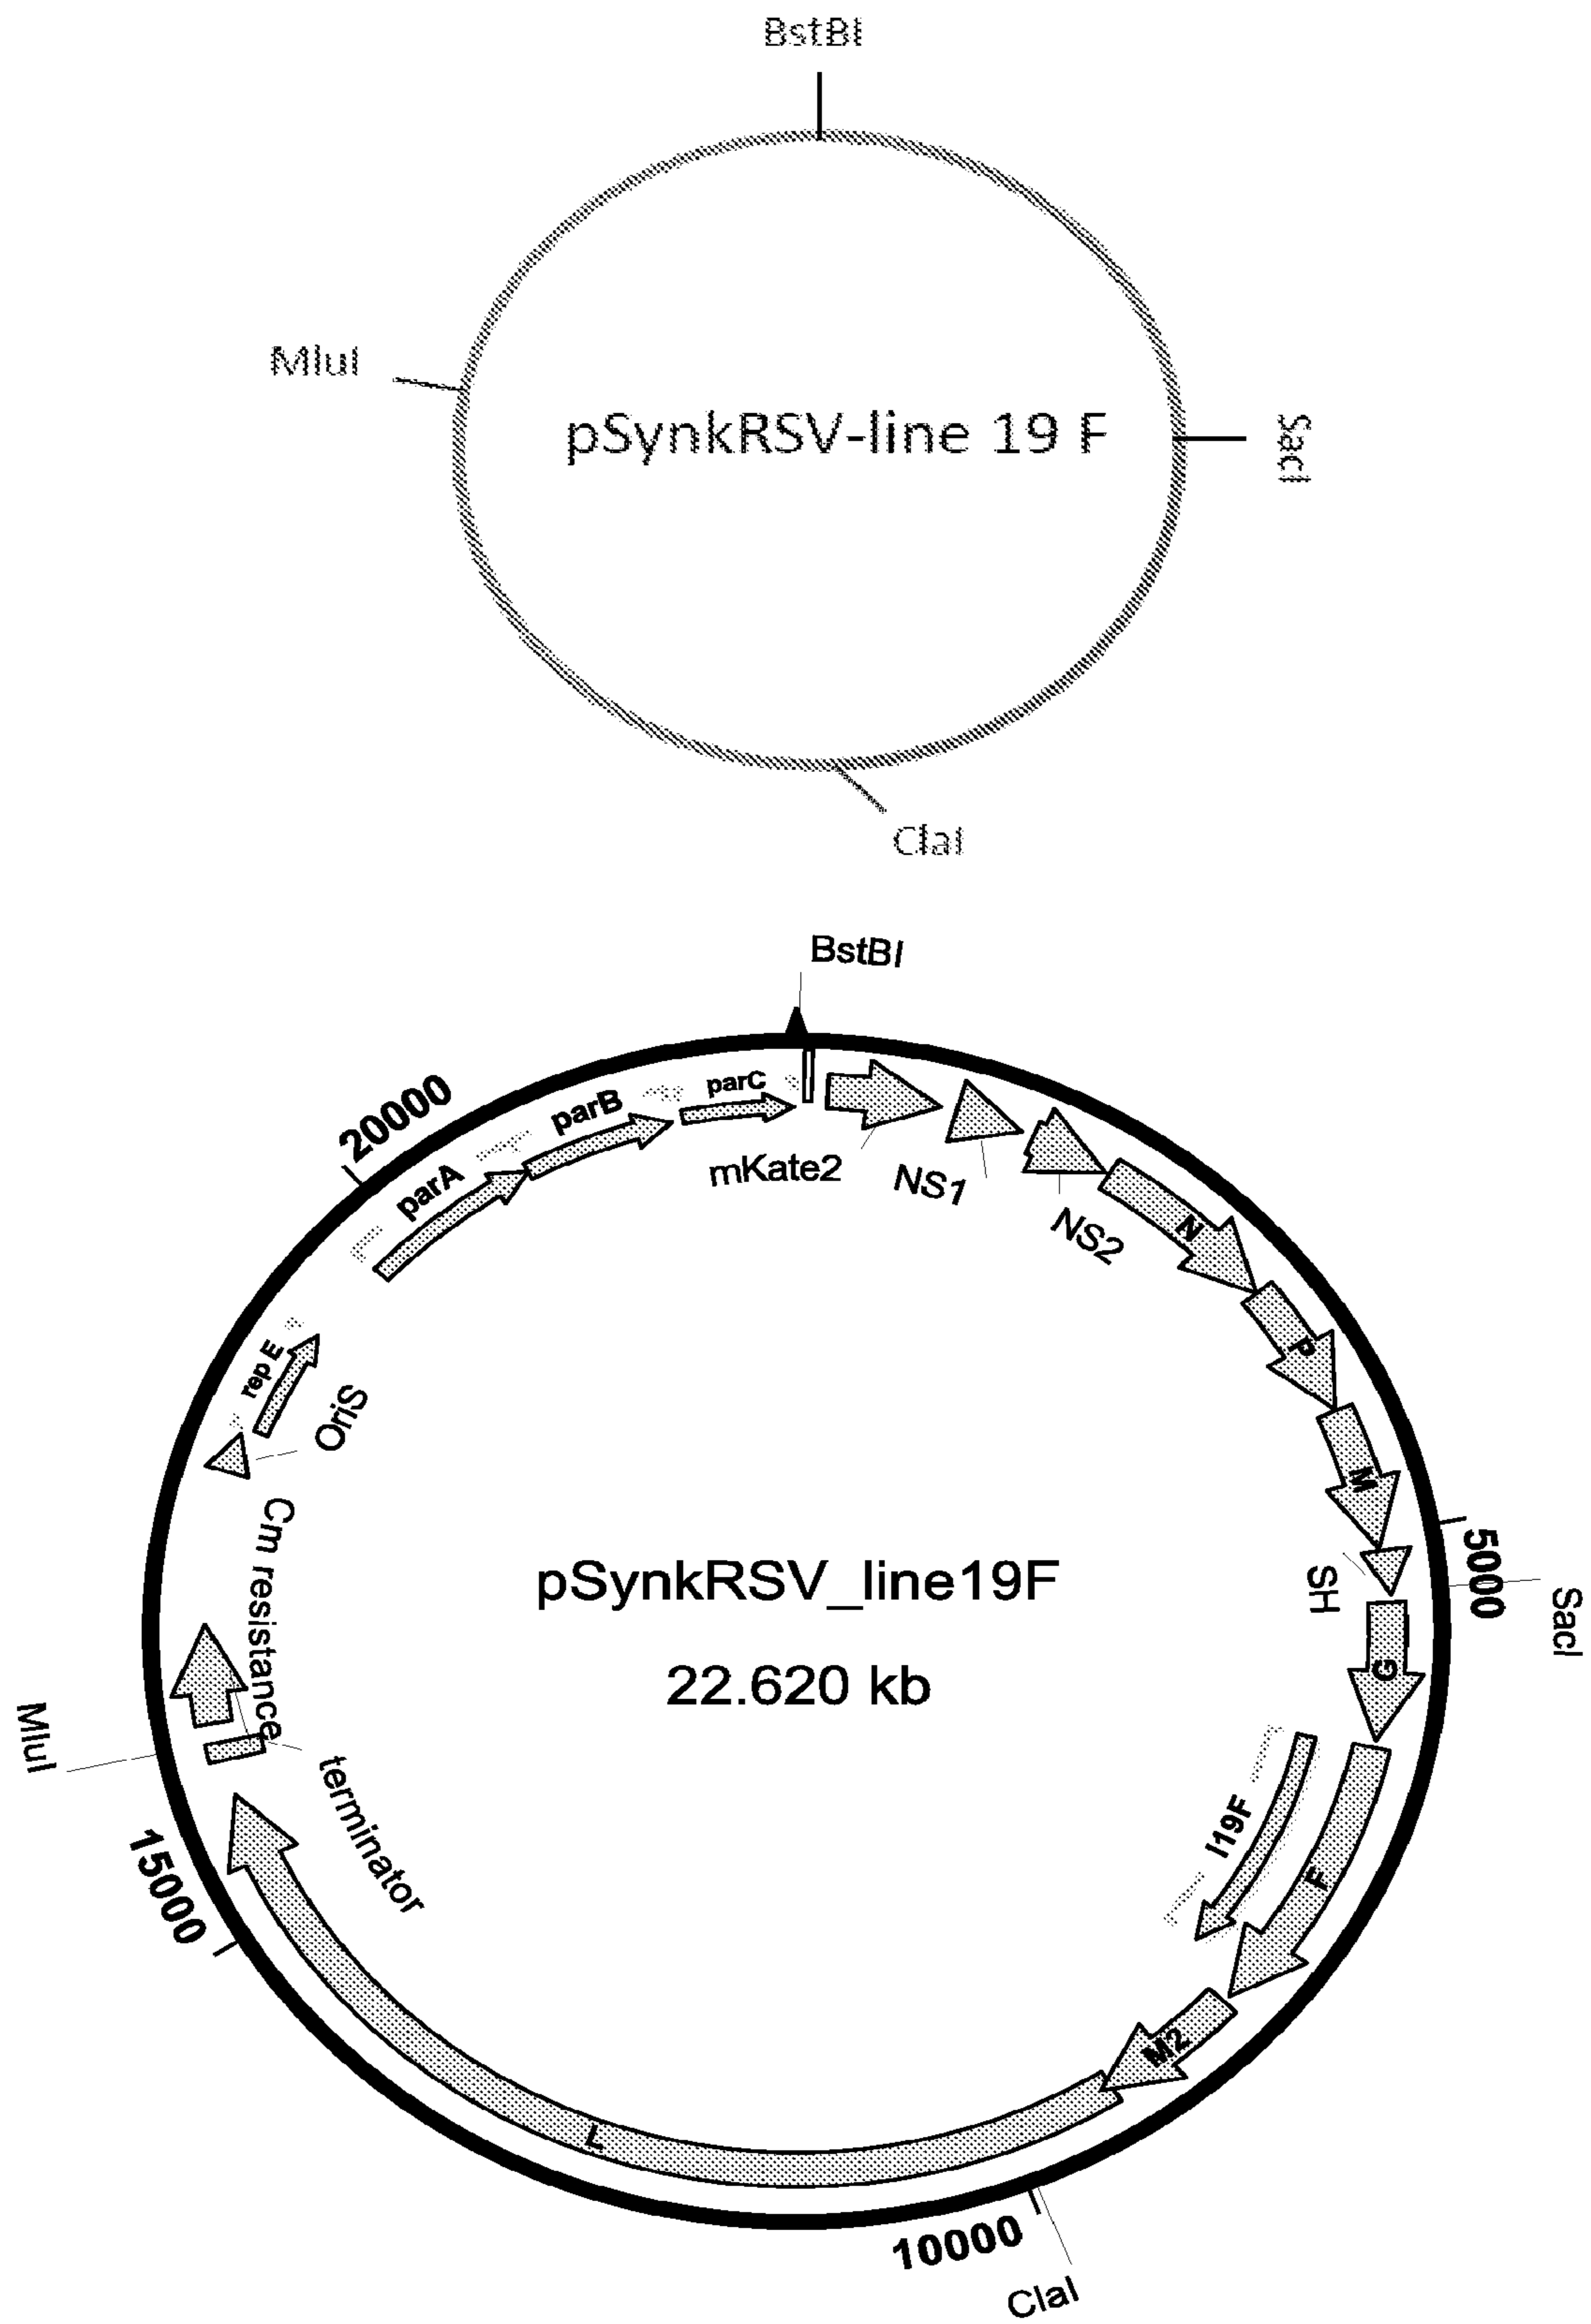 BstBI
MluI
pSynkRSV-line 19 F
SacI
ClaI
BstBI
20000
parA
parB
parC
mKate2
NS1
NS2
N
P
M
5000
SacI
SH
G
rep E
OriS
Cm resistance
pSynkRSV_line19F
22.620 kb
MluI
terminator
15000
I19F
F
M2
L
10000
ClaI